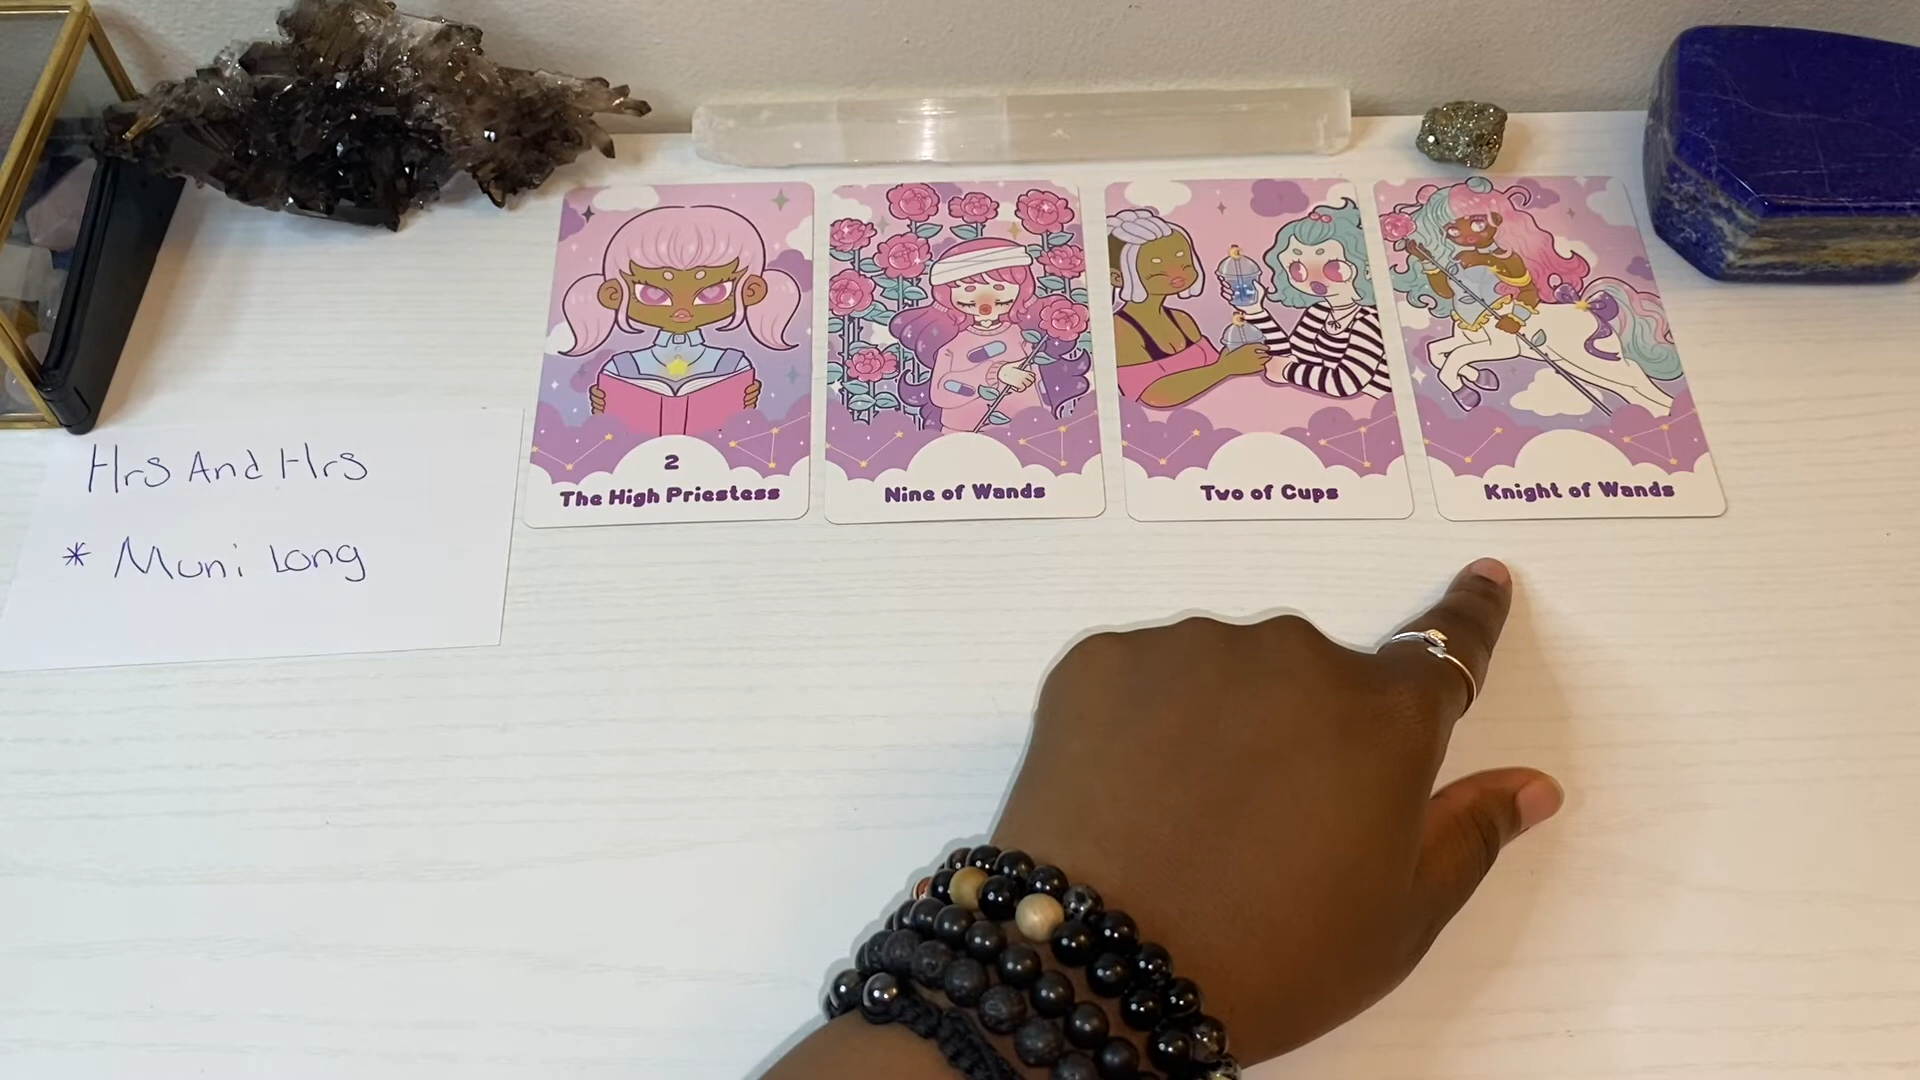 Hrs And Hrs
* Muni Long
2
The High Priestess
Nine of Wands
Two of Cups
Knight of Wands